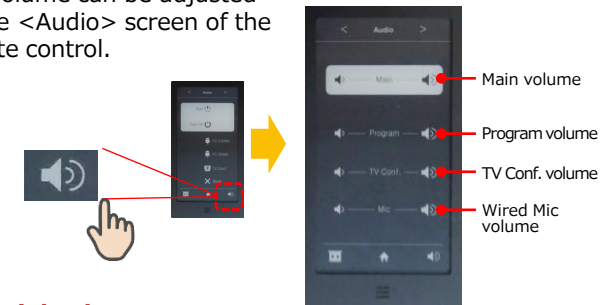 volume can be adjusted
e <Audio> screen of the
te control.
< Audio >
Main
Program
TV Conf.
Mic
Main volume
Program volume
TV Conf. volume
Wired Mic
volume